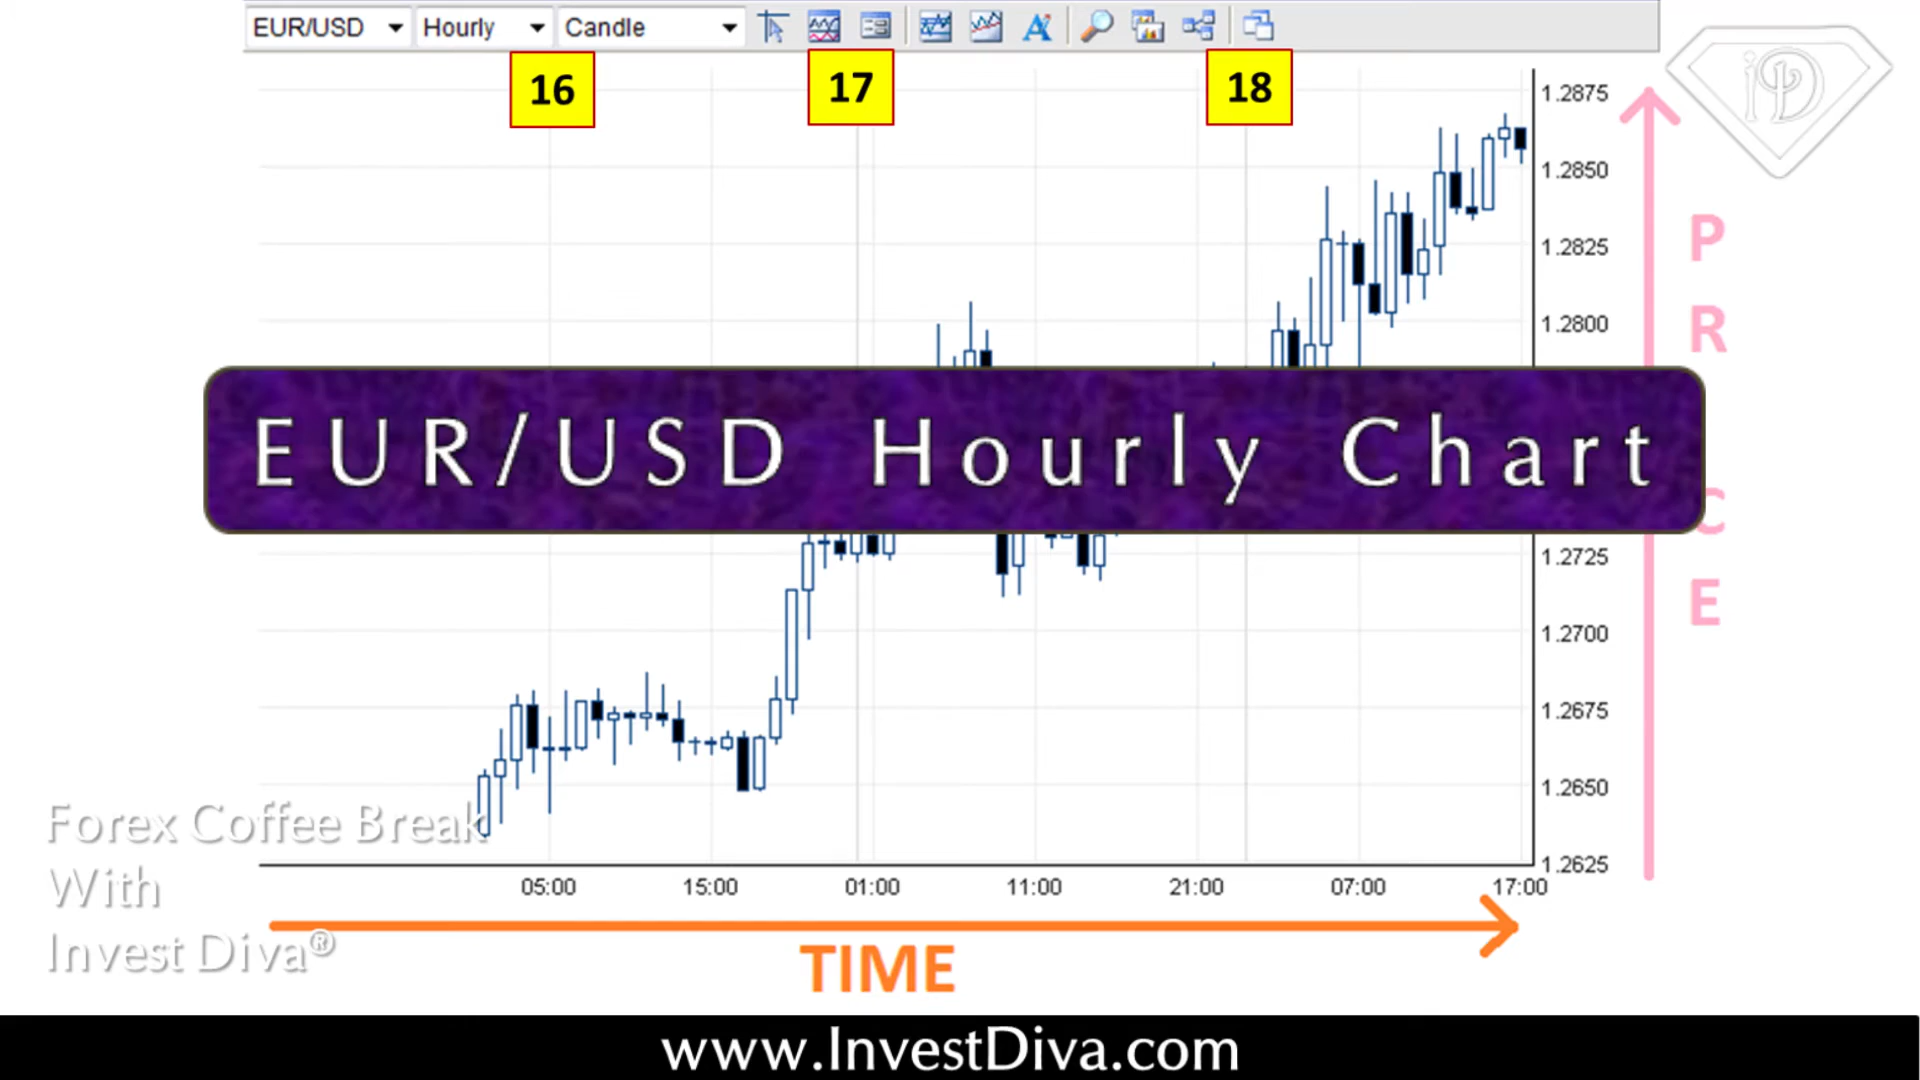 EUR/USD Hourly Candle
16 17 18
1.2875
1.2850
1.2825
1.2800
1.2725
1.2700
1.2675
1.2650
1.2625
iD
P
R
C
E
EUR/USD Hourly Chart
05:00 15:00 01:00 11:00 21:00 07:00 17:00
TIME
Forex Coffee Break
With
Invest Diva®
www.InvestDiva.com